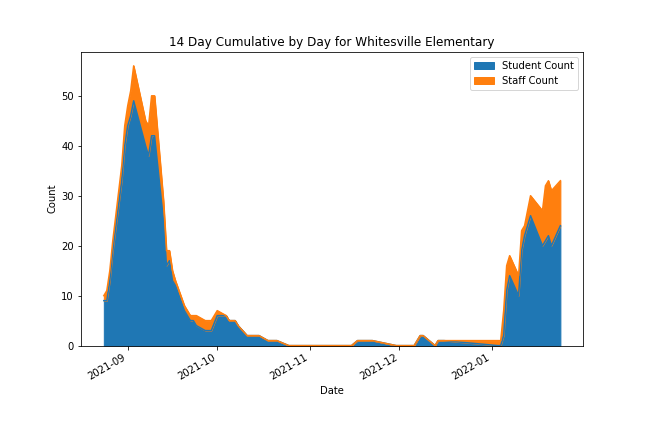 14 Day Cumulative by Day for Whitesville Elementary
Student Count
Staff Count
Count
50
40
30
20
10
0
2021-09
2021-10
2021-11
2021-12
2022-01
Date